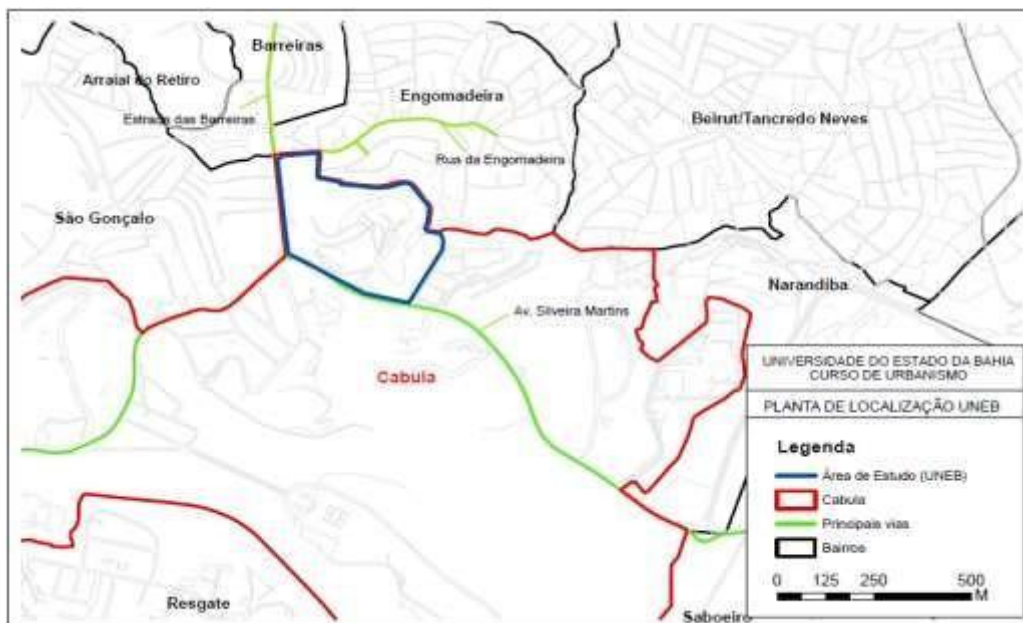 Barreiras
Arraial do Retiro
Engomadeira
Estrada das Barreiras
Beirut/Tancredo Neves
Rua da Engomadeira
São Gonçalo
Narandiba
Av. Silveira Martins
Cabula
UNIVERSIDADE DO ESTADO DA BAHIA
CURSO DE URBANISMO
PLANTA DE LOCALIZAÇÃO UNEB
Legenda
Área de Estudo (UNEB)
Cabula
Principais vias
Bairros
0 125 250 500
M
Resgate
Saboeiro